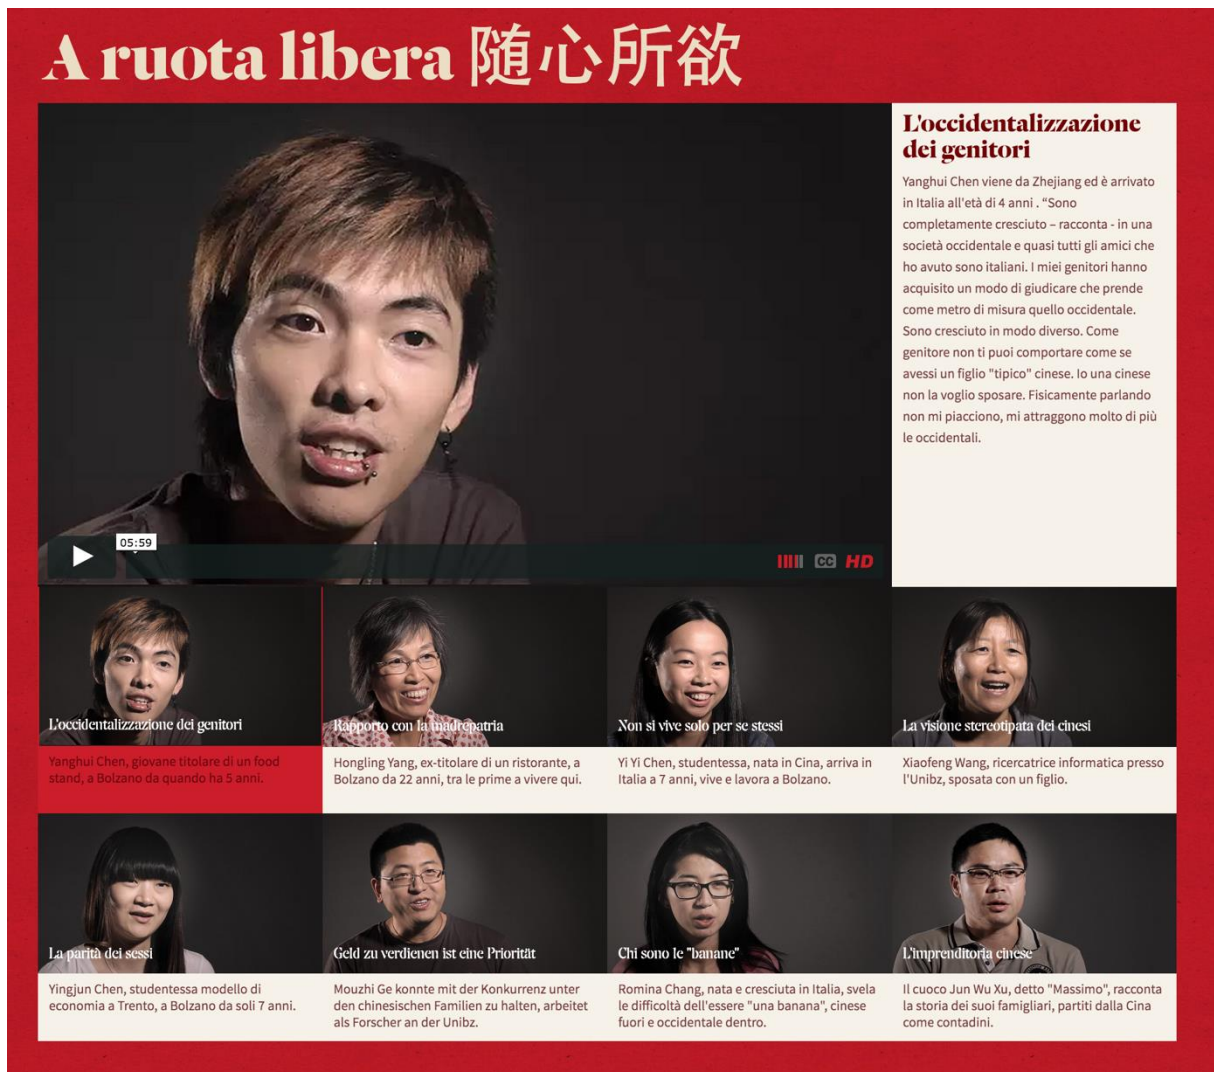 A ruota libera 随心所欲
L'occidentalizzazione
dei genitori
Yanghui Chen viene da Zhejiang ed è arrivato
in Italia all'età di 4 anni . “Sono
completamente cresciuto – racconta - in una
società occidentale e quasi tutti gli amici che
ho avuto sono italiani. I miei genitori hanno
acquisito un modo di giudicare che prende
come metro di misura quello occidentale.
Sono cresciuto in modo diverso. Come
genitore non ti puoi comportare come se
avessi un figlio "tipico" cinese. Io una cinese
non la voglio sposare. Fisicamente parlando
non mi piacciono, mi attraggono molto di più
le occidentali.
05:59
CC HD
L'occidentalizzazione dei genitori
Yanghui Chen, giovane titolare di un food
stand, a Bolzano da quando ha 5 anni.
Rapporto con la madrepatria
Hongling Yang, ex-titolare di un ristorante, a
Bolzano da 22 anni, tra le prime a vivere qui.
Non si vive solo per se stessi
Yi Yi Chen, studentessa, nata in Cina, arriva in
Italia a 7 anni, vive e lavora a Bolzano.
La visione stereotipata dei cinesi
Xiaofeng Wang, ricercatrice informatica presso
l'Unibz, sposata con un figlio.
La parità dei sessi
Yingjun Chen, studentessa modello di
economia a Trento, a Bolzano da soli 7 anni.
Geld zu verdienen ist eine Priorität
Mouzhi Ge konnte mit der Konkurrenz unter
den chinesischen Familien zu halten, arbeitet
als Forscher an der Unibz.
Chi sono le "banane"
Romina Chang, nata e cresciuta in Italia, svela
le difficoltà dell'essere "una banana", cinese
fuori e occidentale dentro.
L'imprenditoria cinese
Il cuoco Jun Wu Xu, detto "Massimo", racconta
la storia dei suoi famigliari, partiti dalla Cina
come contadini.